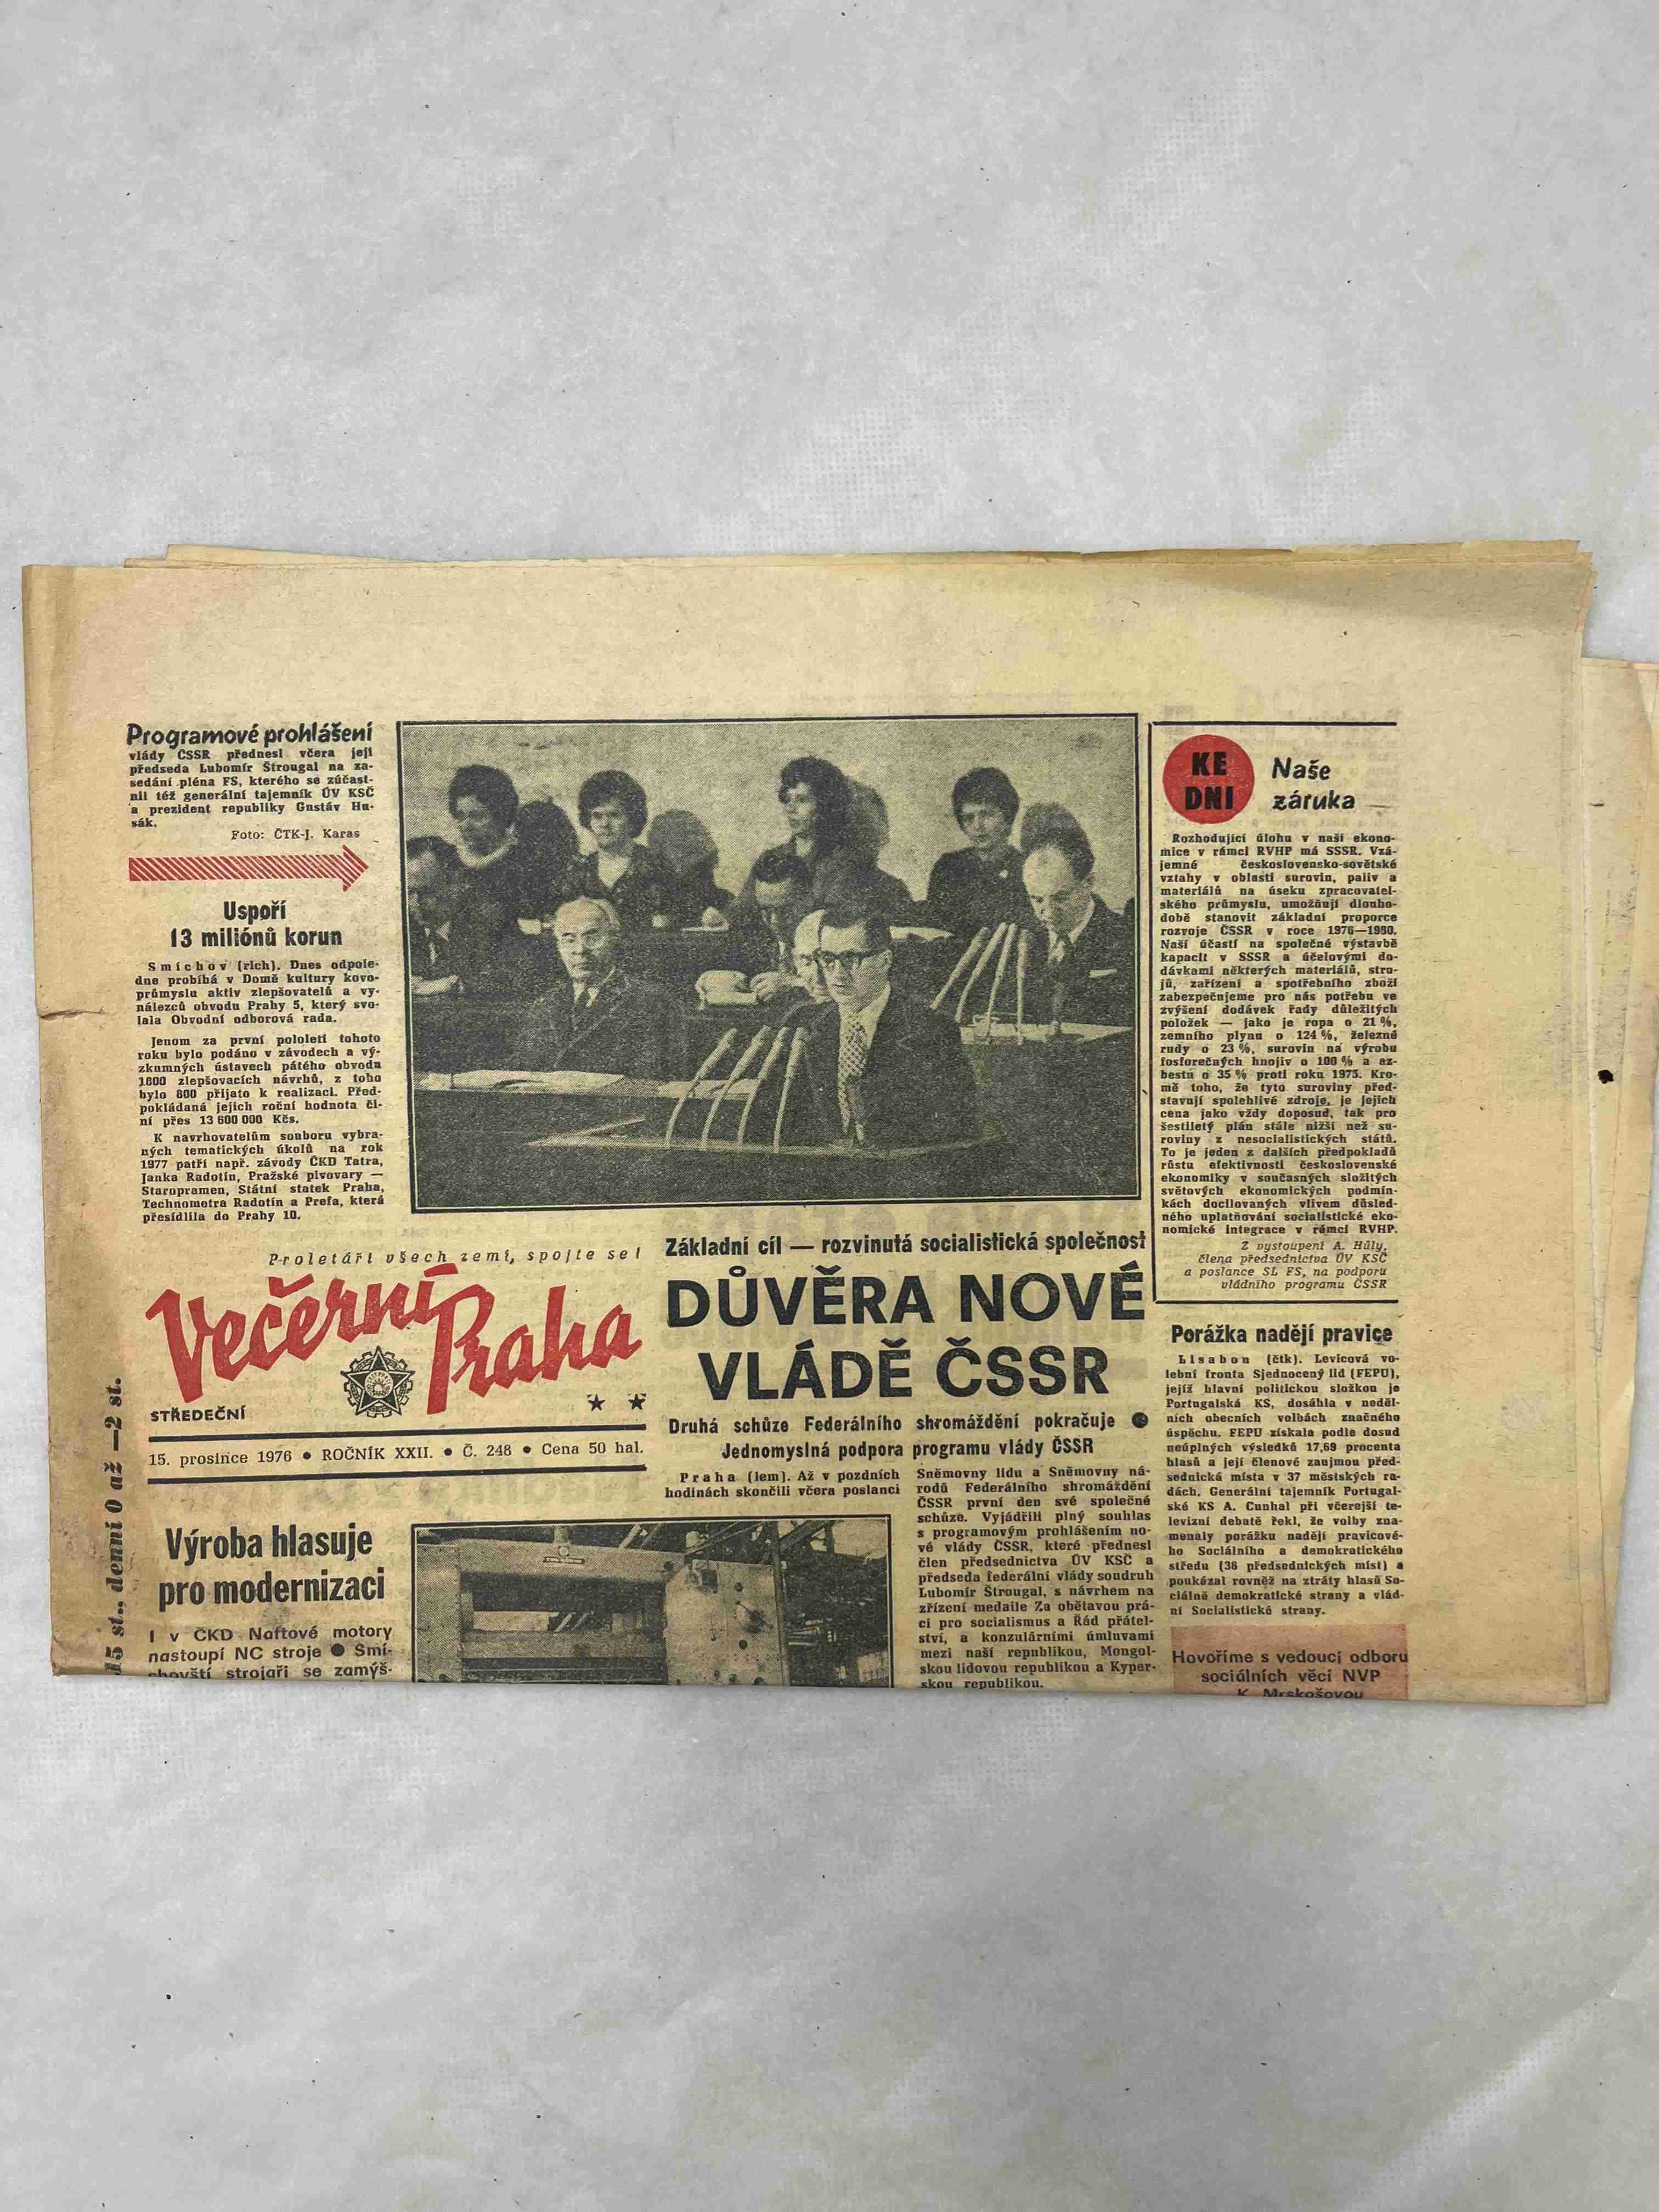 Programové prohlášení
vlády ČSSR přednesl včera její
předseda Lubomír Štrougal na za-
sedání pléna FS, kterého se zúčast-
nil též generální tajemník ÚV KSČ
a prezident republiky Gustáv Hu-
sák.
Foto: ČTK-J. Karas
Uspoří
13 miliónů korun
Smíchov (rich). Dnes odpole-
dne probíhá v Domě kultury kovo-
průmyslu aktiv zlepšovatelů a vy-
nálezců obvodu Prahy 5, který svo-
lala Obvodní odborová rada.
Jenom za první pololetí tohoto
roku bylo podáno v závodech a vý-
zkumných ústavech pátého obvodu
1600 zlepšovacích návrhů, z toho
bylo 800 přijato k realizaci. Před-
pokládaná jejich roční hodnota či-
ní přes 13 600 000 Kčs.
K navrhovatelům souboru vybra-
ných tematických úkolů na rok
1977 patří např. závody ČKD Tatra,
Janka Radotín, Pražské pivovary —
Staropramen, Státní statek Praha,
Technometra Radotín a Prefa, která
přesídlila do Prahy 10.
KE
DNI
Naše
záruka
Rozhodující úlohu v naší ekono-
mice v rámci RVHP má SSSR. Vzá-
jemné československo-sovětské
vztahy v oblasti surovin, paliv a
materiálů na úseku zpracovatel-
ského průmyslu, umožňují dlouho-
době stanovit základní proporce
rozvoje ČSSR v roce 1976—1980.
Naší účastí na společné výstavbě
kapacit v SSSR a účelovými do-
dávkami některých materiálů, stro-
jů, zařízení a spotřebního zboží
zabezpečujeme pro nás potřebu ve
zvýšení dodávek řady důležitých
položek — jako je ropa o 21 %,
zemního plynu o 124 %, železné
rudy o 23 %, surovin na výrobu
fosforečných hnojiv o 100 % a az-
bestu o 35 % proti roku 1975. Kro-
mě toho, že tyto suroviny před-
stavují spolehlivé zdroje, je jejich
cena jako vždy doposud, tak pro
šestiletý plán stále nižší než su-
roviny z nesocialistických států.
To je jeden z dalších předpokladů
růstu efektivnosti československé
ekonomiky v současných složitých
světových ekonomických podmín-
kách docilovaných vlivem důsled-
ného uplatňování socialistické eko-
nomické integrace v rámci RVHP.
Z vystoupení A. Hůly,
člena předsednictva ÚV KSČ
a poslance SL FS, na podporu
vládního programu ČSSR
Proletáři všech zemí, spojte se!
Večerní
Praha
STŘEDEČNÍ
15. prosince 1976 ● ROČNÍK XXII. ● Č. 248 ● Cena 50 hal.
15 st., denní 0 až —2 st.
Základní cíl — rozvinutá socialistická společnost
DŮVĚRA NOVÉ
VLÁDĚ ČSSR
Druhá schůze Federálního shromáždění pokračuje ●
Jednomyslná podpora programu vlády ČSSR
Praha (lem). Až v pozdních
hodinách skončili včera poslanci
Sněmovny lidu a Sněmovny ná-
rodů Federálního shromáždění
ČSSR první den své společné
schůze. Vyjádřili plný souhlas
s programovým prohlášením no-
vé vlády ČSSR, které přednesl
člen předsednictva ÚV KSČ a
předseda federální vlády soudruh
Lubomír Štrougal, s návrhem na
zřízení medaile Za obětavou prá-
ci pro socialismus a Řád přátel-
ství, a konzulárními úmluvami
mezi naší republikou, Mongol-
skou lidovou republikou a Kyper-
skou republikou.
Výroba hlasuje
pro modernizaci
I v ČKD Naftové motory
nastoupí NC stroje ● Smí-
chovští strojaři se zamýš-
Porážka nadějí pravice
Lisabon (čtk). Levicová vo-
lební fronta Sjednocený lid (FEPU),
jejíž hlavní politickou složkou je
Portugalská KS, dosáhla v neděl-
ních obecních volbách značného
úspěchu. FEPU získala podle dosud
neúplných výsledků 17,69 procenta
hlasů a její členové zaujmou před-
sednická místa v 37 městských ra-
dách. Generální tajemník Portugal-
ské KS A. Cunhal při včerejší te-
levizní debatě řekl, že volby zna-
menaly porážku nadějí pravicové-
ho Sociálního a demokratického
středu (36 předsednických míst) a
poukázal rovněž na ztráty hlasů So-
ciálně demokratické strany a vlád-
ní Socialistické strany.
Hovoříme s vedoucí odboru
sociálních věcí NVP
K. Mrskošovou